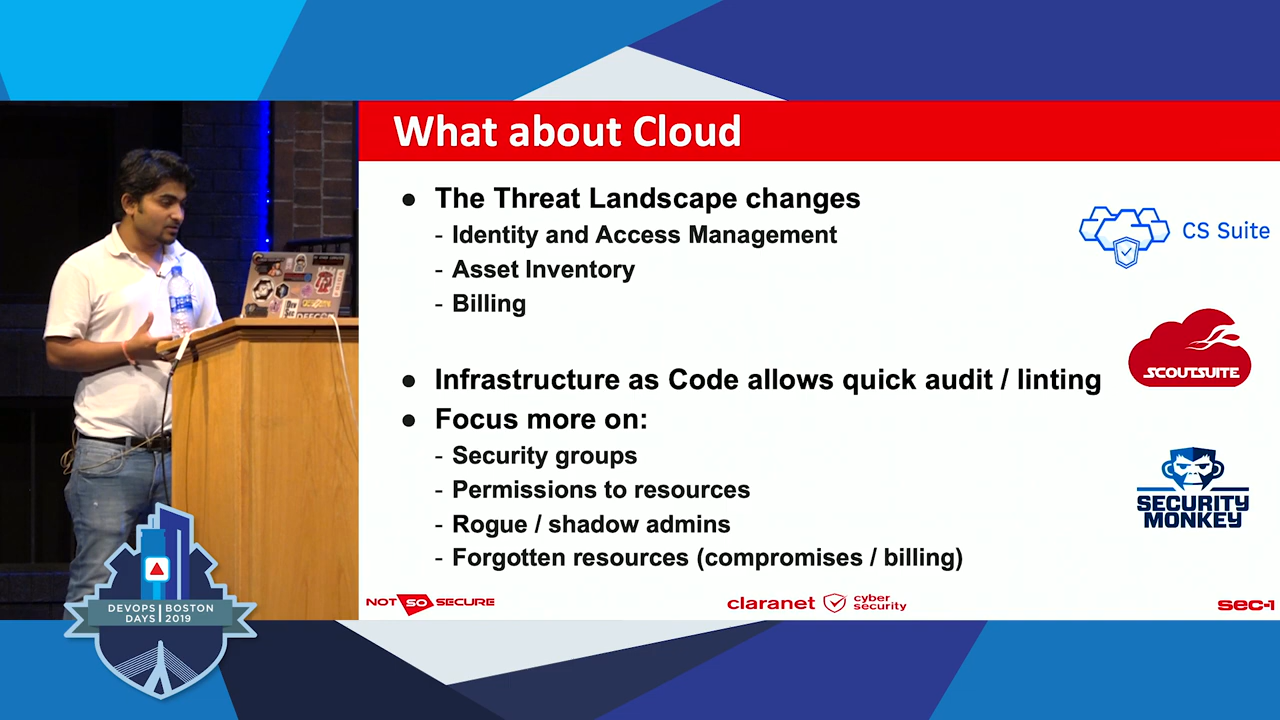 What about Cloud
● The Threat Landscape changes
- Identity and Access Management
- Asset Inventory
- Billing
● Infrastructure as Code allows quick audit / linting
● Focus more on:
- Security groups
- Permissions to resources
- Rogue / shadow admins
- Forgotten resources (compromises / billing)
CS Suite
SCOUTSUITE
SECURITY
MONKEY
NOT SO SECURE
claranet cyber
security
sec-1
DEVOPS BOSTON
DAYS 2019